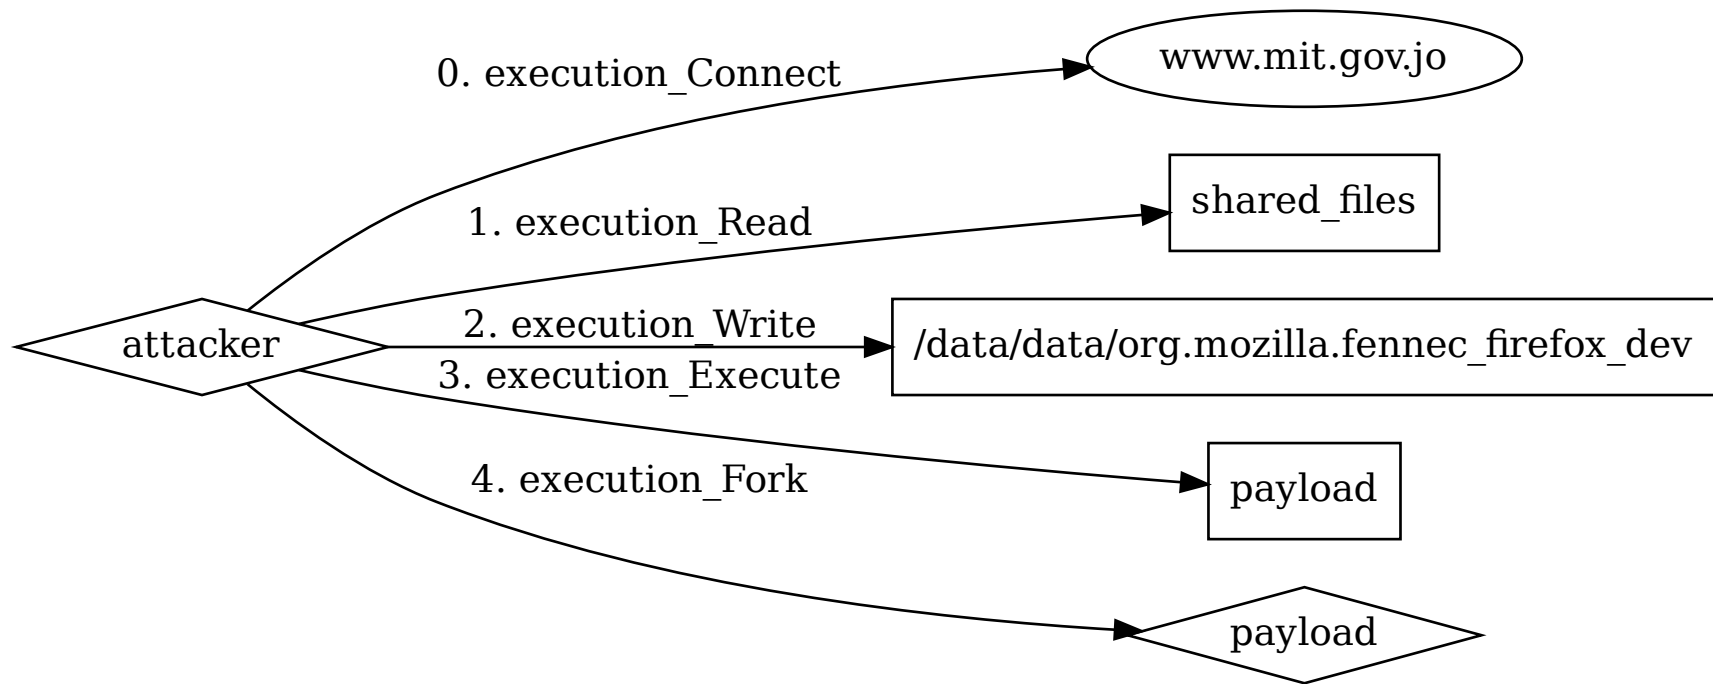 0. execution_Connect
www.mit.gov.jo
1. execution_Read
shared_files
attacker
2. execution_Write
/data/data/org.mozilla.fennec_firefox_dev
3. execution_Execute
payload
4. execution_Fork
payload